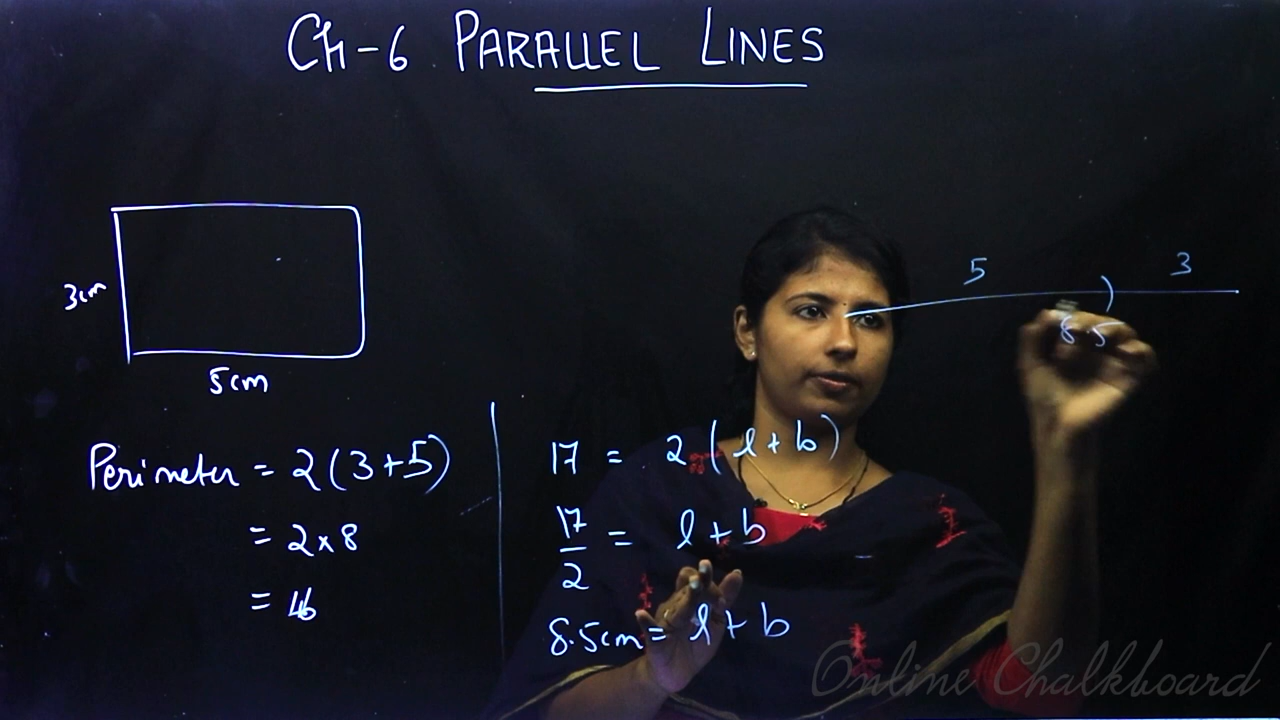 Ch-6 PARALLEL LINES
3cm
5cm
Perimeter = 2(3+5)
= 2x8
= 16
17 = 2(l+b)
17/2 = l+b
8.5cm = l+b
5 3
8.5
Online Chalkboard